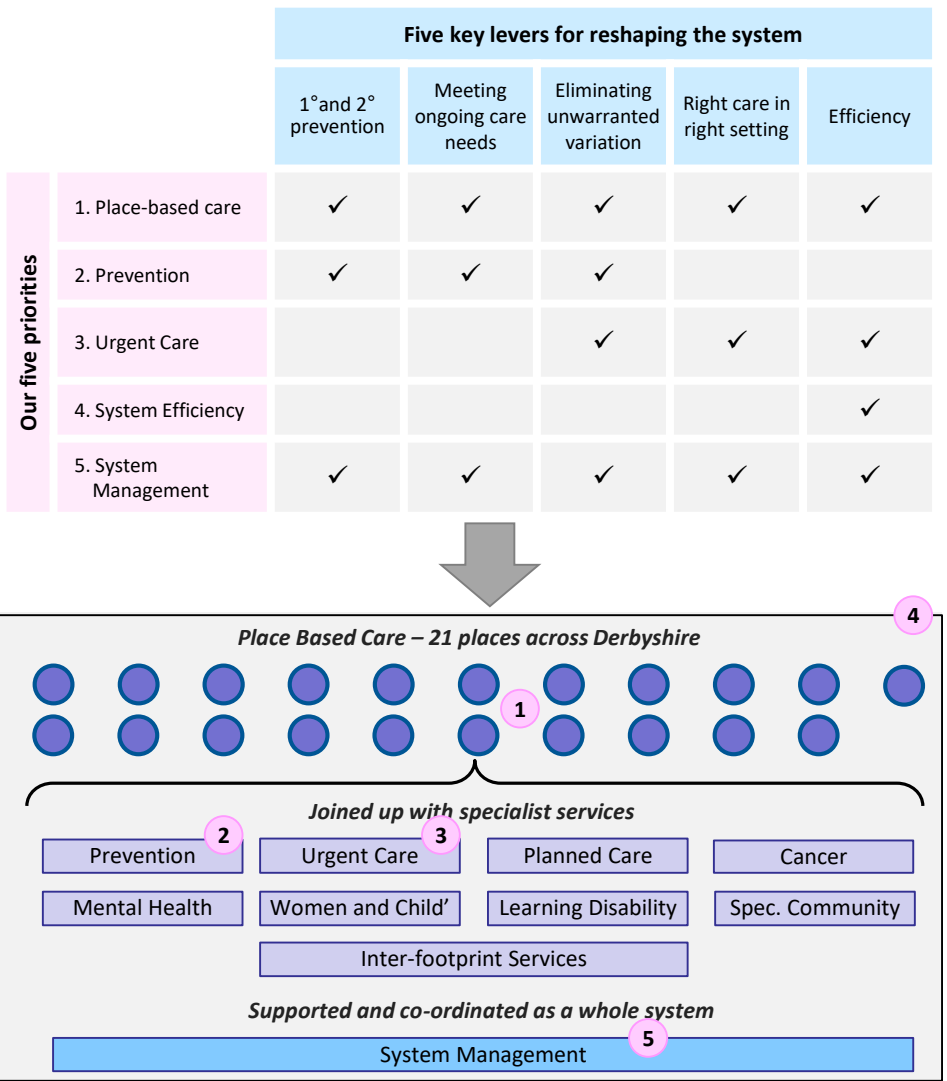 Five key levers for reshaping the system
1°and 2°
prevention
Meeting
ongoing care
needs
Eliminating
unwarranted
variation
Right care in
right setting
Efficiency
Our five priorities
1. Place-based care
✓ ✓ ✓ ✓ ✓
2. Prevention
✓ ✓ ✓
3. Urgent Care
✓ ✓ ✓
4. System Efficiency
✓
5. System
Management
✓ ✓ ✓ ✓ ✓
4
Place Based Care – 21 places across Derbyshire
1
Joined up with specialist services
2
3
Prevention
Urgent Care
Planned Care
Cancer
Mental Health
Women and Child’
Learning Disability
Spec. Community
Inter-footprint Services
Supported and co-ordinated as a whole system
5
System Management